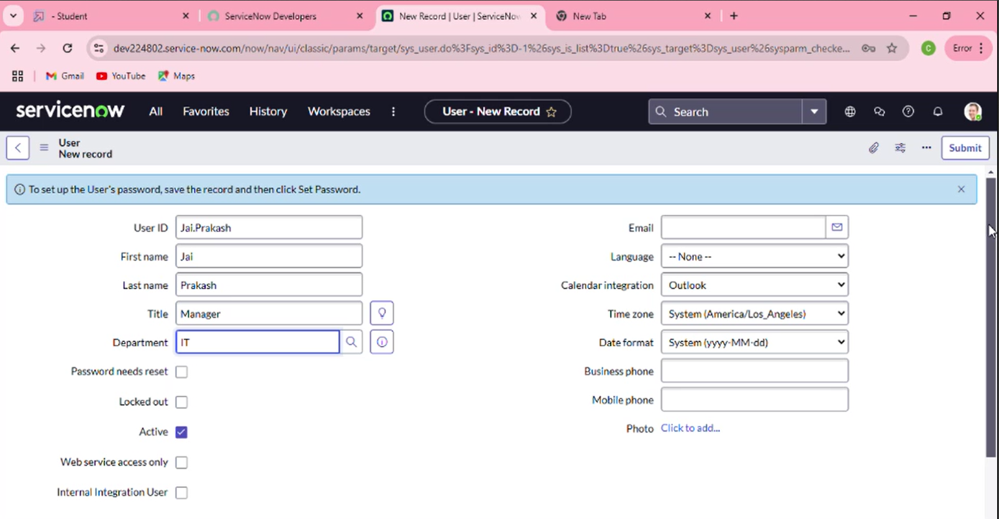 - Student
ServiceNow Developers
New Record | User | ServiceNow
New Tab
dev224802.service-now.com/now/nav/ui/classic/params/target/sys_user.do%3Fsys_id%3D-1%26sys_is_list%3Dtrue%26sys_target%3Dsys_user%26sysparm_checke...
Error
Gmail
YouTube
Maps
servicenow
All
Favorites
History
Workspaces
User - New Record
Search
User
New record
Submit
To set up the User's password, save the record and then click Set Password.
User ID Jai.Prakash
First name Jai
Last name Prakash
Title Manager
Department IT
Password needs reset
Locked out
Active
Web service access only
Internal Integration User
Email
Language -- None --
Calendar integration Outlook
Time zone System (America/Los_Angeles)
Date format System (yyyy-MM-dd)
Business phone
Mobile phone
Photo Click to add...